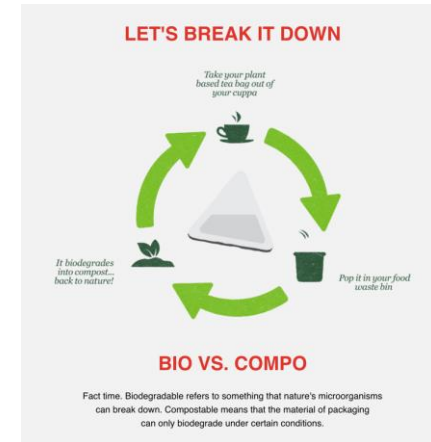 LET'S BREAK IT DOWN
Take your plant
based tea bag out of
your cuppa
Pop it in your food
waste bin
It biodegrades
into compost...
back to nature!
BIO VS. COMPO
Fact time. Biodegradable refers to something that nature's microorganisms
can break down. Compostable means that the material of packaging
can only biodegrade under certain conditions.